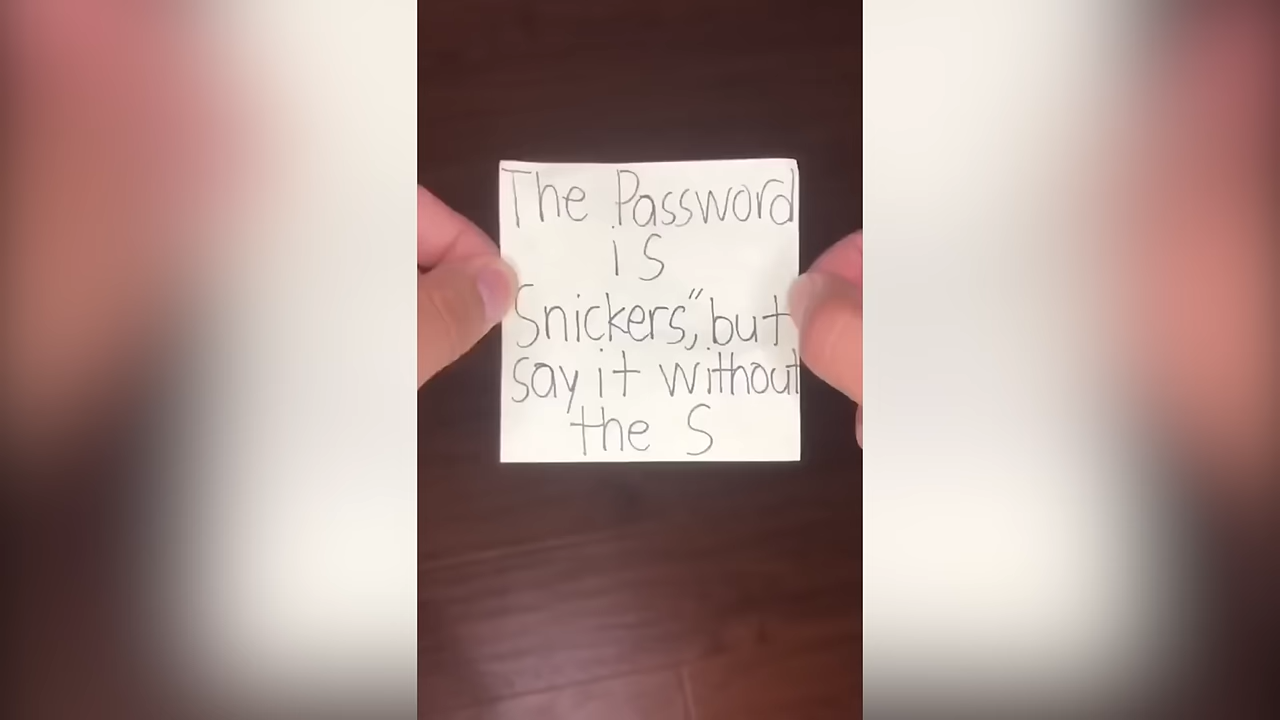 The Password
is
Snickers,” but
say it without
the S